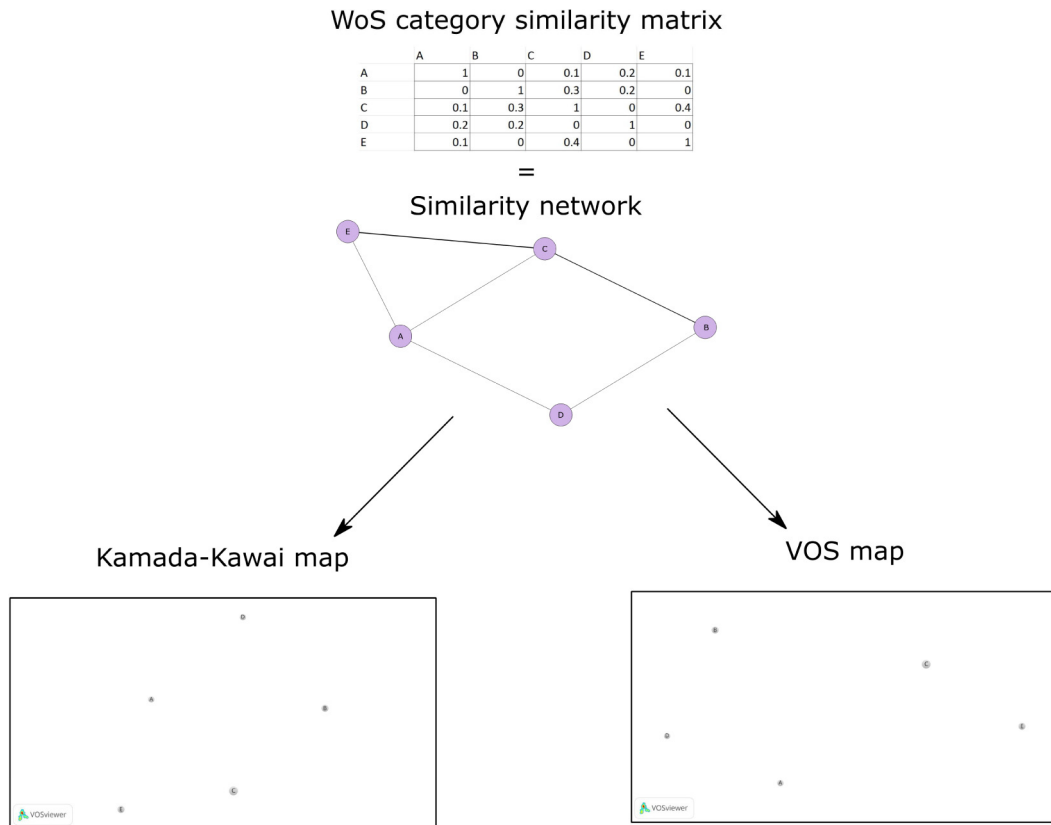 WoS category similarity matrix
A B C D E
A 1 0 0.1 0.2 0.1
B 0 1 0.3 0.2 0
C 0.1 0.3 1 0 0.4
D 0.2 0.2 0 1 0
E 0.1 0 0.4 0 1
=
Similarity network
E
C
B
A
D
Kamada-Kawai map
VOS map
D
A
B
C
E
VOSviewer
B
C
E
D
A
VOSviewer